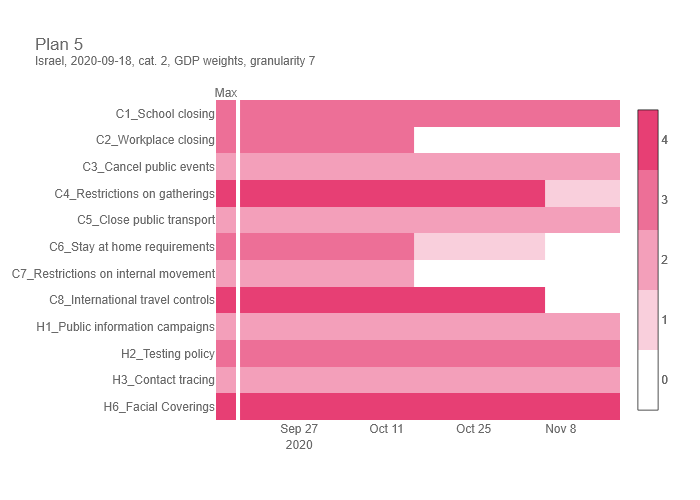 Plan 5
Israel, 2020-09-18, cat. 2, GDP weights, granularity 7
Max
C1_School closing
C2_Workplace closing
C3_Cancel public events
C4_Restrictions on gatherings
C5_Close public transport
C6_Stay at home requirements
C7_Restrictions on internal movement
C8_International travel controls
H1_Public information campaigns
H2_Testing policy
H3_Contact tracing
H6_Facial Coverings
Sep 27 Oct 11 Oct 25 Nov 8
2020
4
3
2
1
0